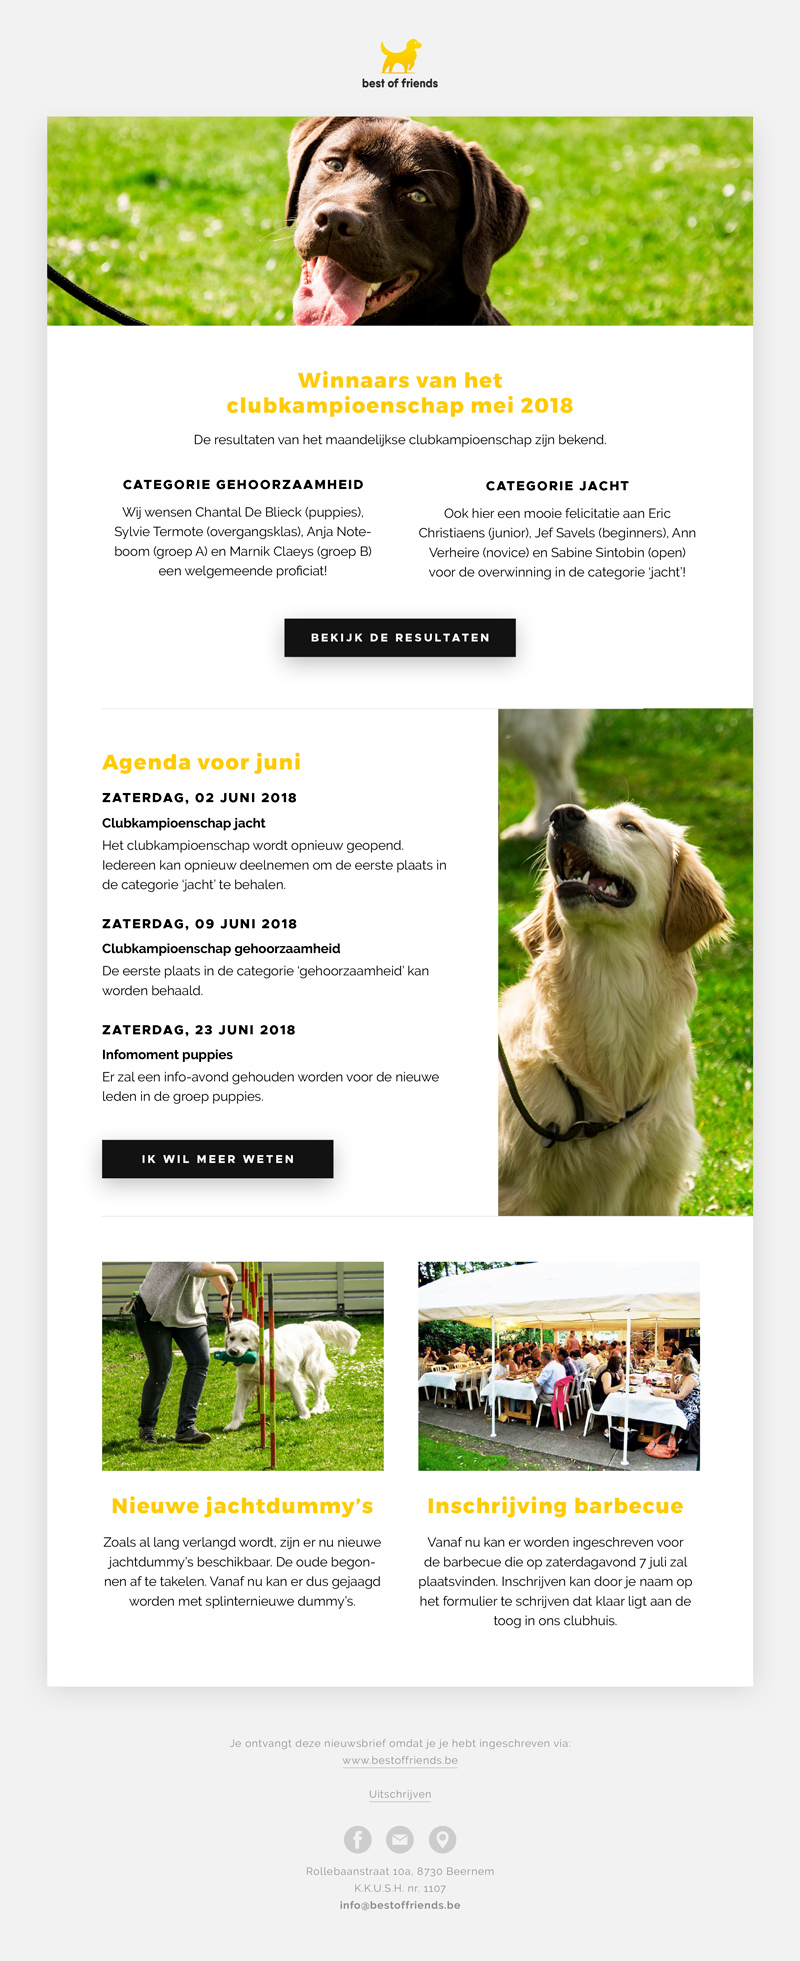 best of friends
Winnaars van het
clubkampioenschap mei 2018
De resultaten van het maandelijkse clubkampioenschap zijn bekend.
CATEGORIE GEHOORZAAMHEID
Wij wensen Chantal De Blieck (puppies),
Sylvie Termote (overgangsklas), Anja Note-
boom (groep A) en Marnik Claeys (groep B)
een welgemeende proficiat!
CATEGORIE JACHT
Ook hier een mooie felicitatie aan Eric
Christiaens (junior), Jef Savels (beginners), Ann
Verheire (novice) en Sabine Sintobin (open)
voor de overwinning in de categorie ‘jacht’!
BEKIJK DE RESULTATEN
Agenda voor juni
ZATERDAG, 02 JUNI 2018
Clubkampioenschap jacht
Het clubkampioenschap wordt opnieuw geopend.
Iedereen kan opnieuw deelnemen om de eerste plaats in
de categorie ‘jacht’ te behalen.
ZATERDAG, 09 JUNI 2018
Clubkampioenschap gehoorzaamheid
De eerste plaats in de categorie ‘gehoorzaamheid’ kan
worden behaald.
ZATERDAG, 23 JUNI 2018
Infomoment puppies
Er zal een info-avond gehouden worden voor de nieuwe
leden in de groep puppies.
IK WIL MEER WETEN
Nieuwe jachtdummy’s
Zoals al lang verlangd wordt, zijn er nu nieuwe
jachtdummy’s beschikbaar. De oude begon-
nen af te takelen. Vanaf nu kan er dus gejaagd
worden met splinternieuwe dummy’s.
Inschrijving barbecue
Vanaf nu kan er worden ingeschreven voor
de barbecue die op zaterdagavond 7 juli zal
plaatsvinden. Inschrijven kan door je naam op
het formulier te schrijven dat klaar ligt aan de
toog in ons clubhuis.
Je ontvangt deze nieuwsbrief omdat je je hebt ingeschreven via:
www.bestoffriends.be
Uitschrijven
Rollebaanstraat 10a, 8730 Beernem
K.K.U.S.H. nr. 1107
info@bestoffriends.be